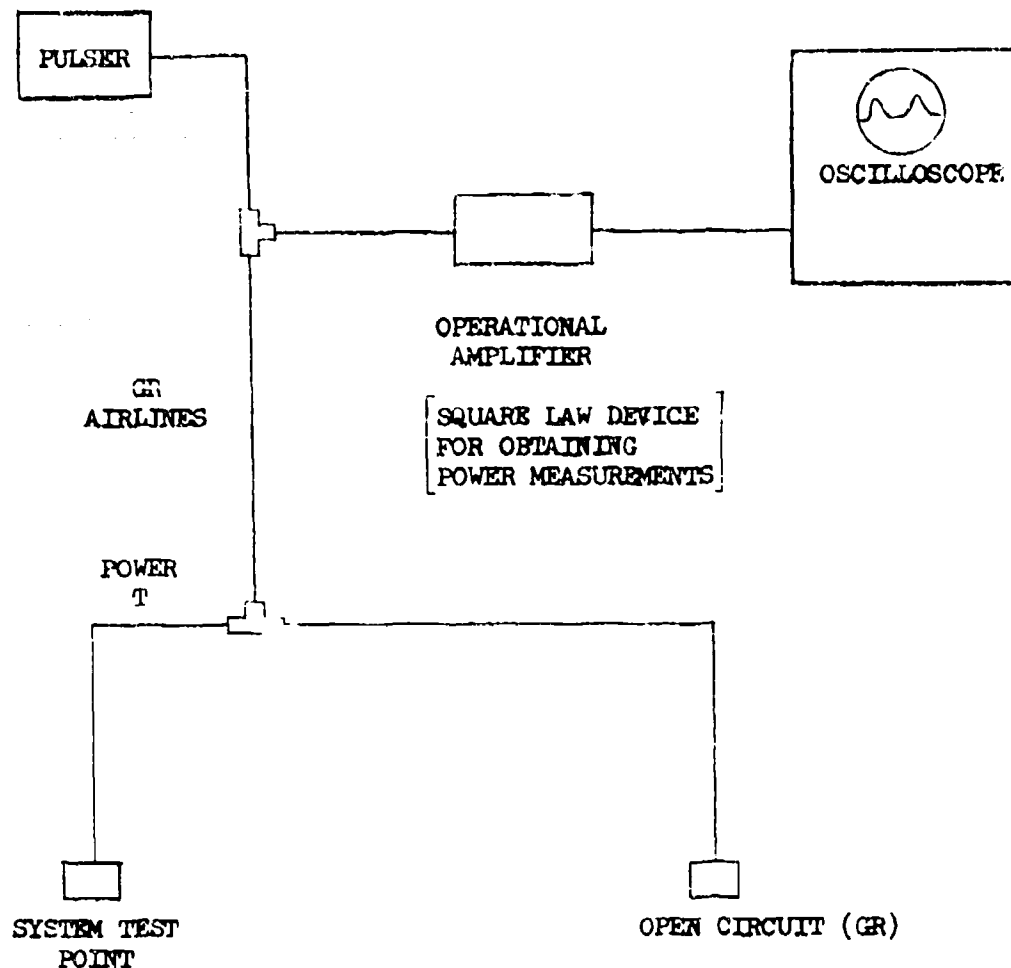 PULSER
OSCILLOSCOPE
OPERATIONAL
AMPLIFIER
SQUARE LAW DEVICE
FOR OBTAINING
POWER MEASUREMENTS
GR
AIRLINES
POWER
T
SYSTEM TEST
POINT
OPEN CIRCUIT (GR)